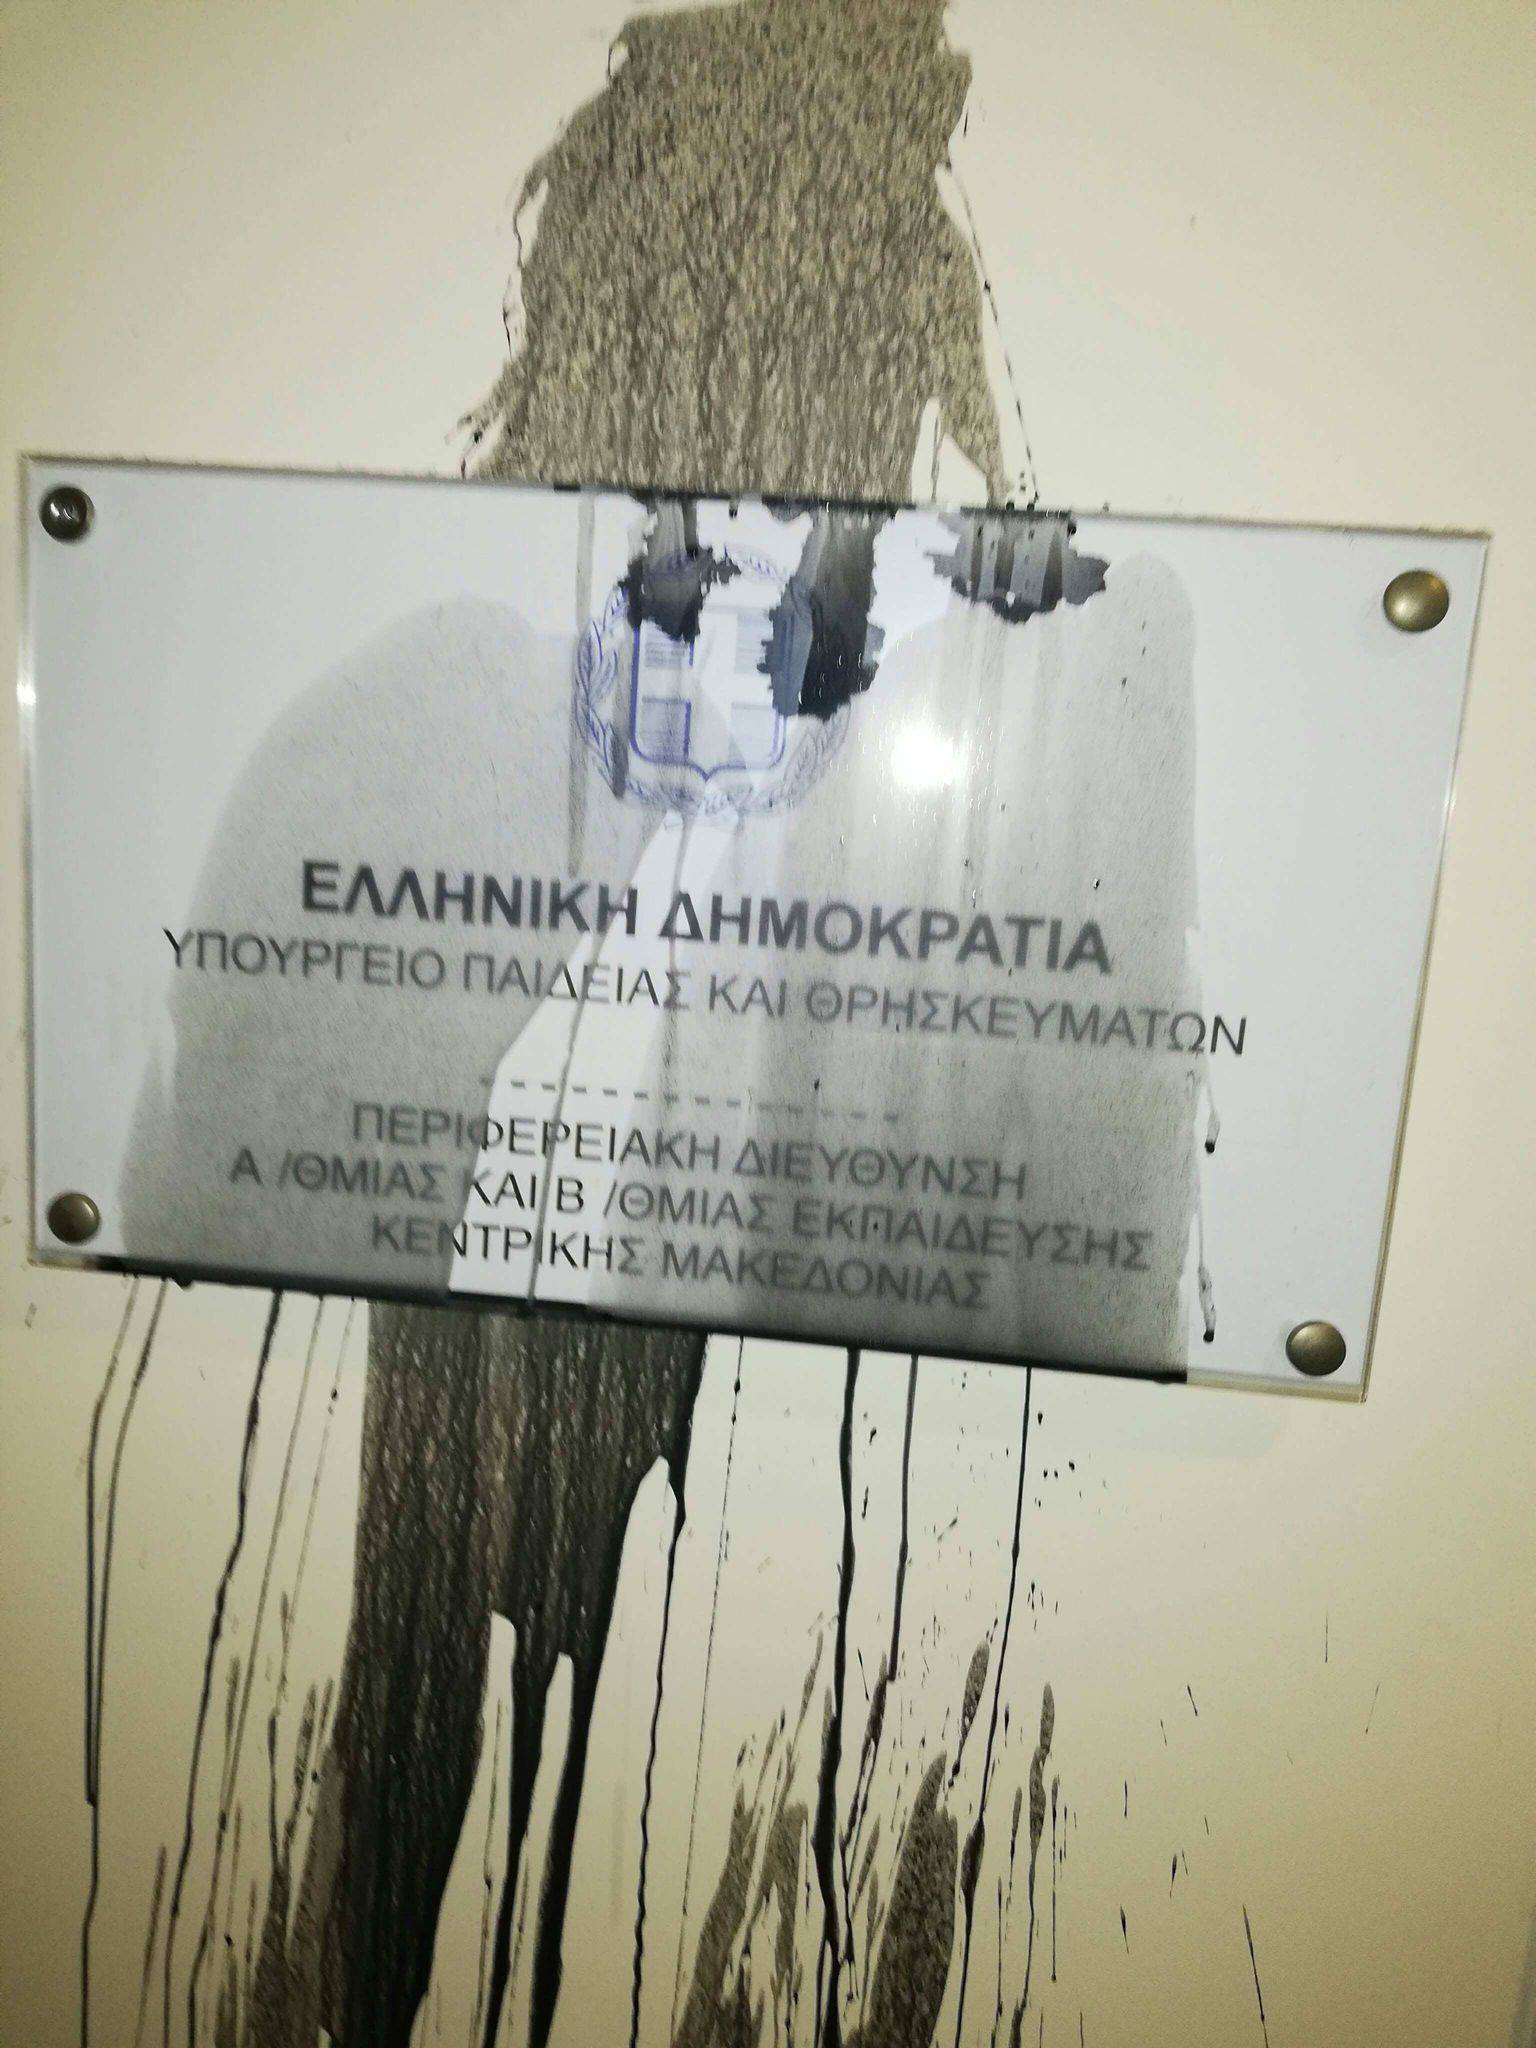 ΕΛΛΗΝΙΚΗ ΔΗΜΟΚΡΑΤΙΑ
ΥΠΟΥΡΓΕΙΟ ΠΑΙΔΕΙΑΣ ΚΑΙ ΘΡΗΣΚΕΥΜΑΤΩΝ
------------
ΠΕΡΙΦΕΡΕΙΑΚΗ ΔΙΕΥΘΥΝΣΗ
Α /ΘΜΙΑΣ ΚΑΙ Β /ΘΜΙΑΣ ΕΚΠΑΙΔΕΥΣΗΣ
ΚΕΝΤΡΙΚΗΣ ΜΑΚΕΔΟΝΙΑΣ